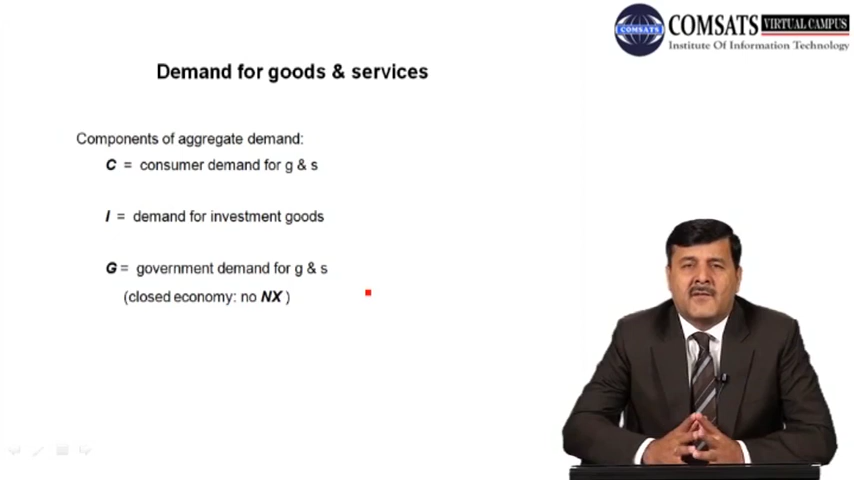 COMSATS VIRTUAL CAMPUS
COMSATS
Institute Of Information Technology
Demand for goods & services
Components of aggregate demand:
C = consumer demand for g & s
I = demand for investment goods
G = government demand for g & s
(closed economy: no NX )